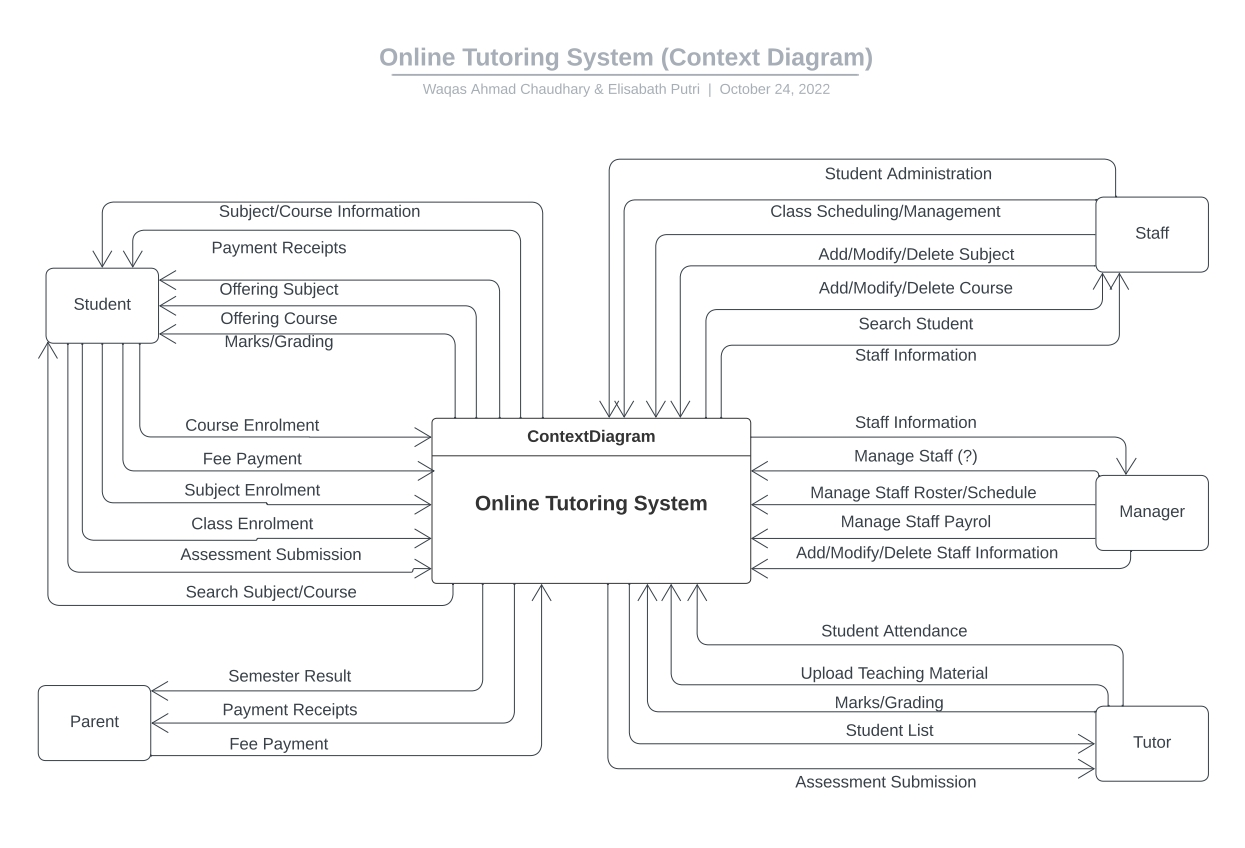 Online Tutoring System (Context Diagram)
Waqas Ahmad Chaudhary & Elisabath Putri | October 24, 2022
Subject/Course Information
Payment Receipts
Student
Offering Subject
Offering Course
Marks/Grading
Course Enrolment
Fee Payment
Subject Enrolment
Class Enrolment
Assessment Submission
Search Subject/Course
Student Administration
Class Scheduling/Management
Staff
Add/Modify/Delete Subject
Add/Modify/Delete Course
Search Student
Staff Information
ContextDiagram
Online Tutoring System
Staff Information
Manage Staff (?)
Manage Staff Roster/Schedule
Manager
Manage Staff Payrol
Add/Modify/Delete Staff Information
Semester Result
Payment Receipts
Parent
Fee Payment
Student Attendance
Upload Teaching Material
Marks/Grading
Student List
Tutor
Assessment Submission